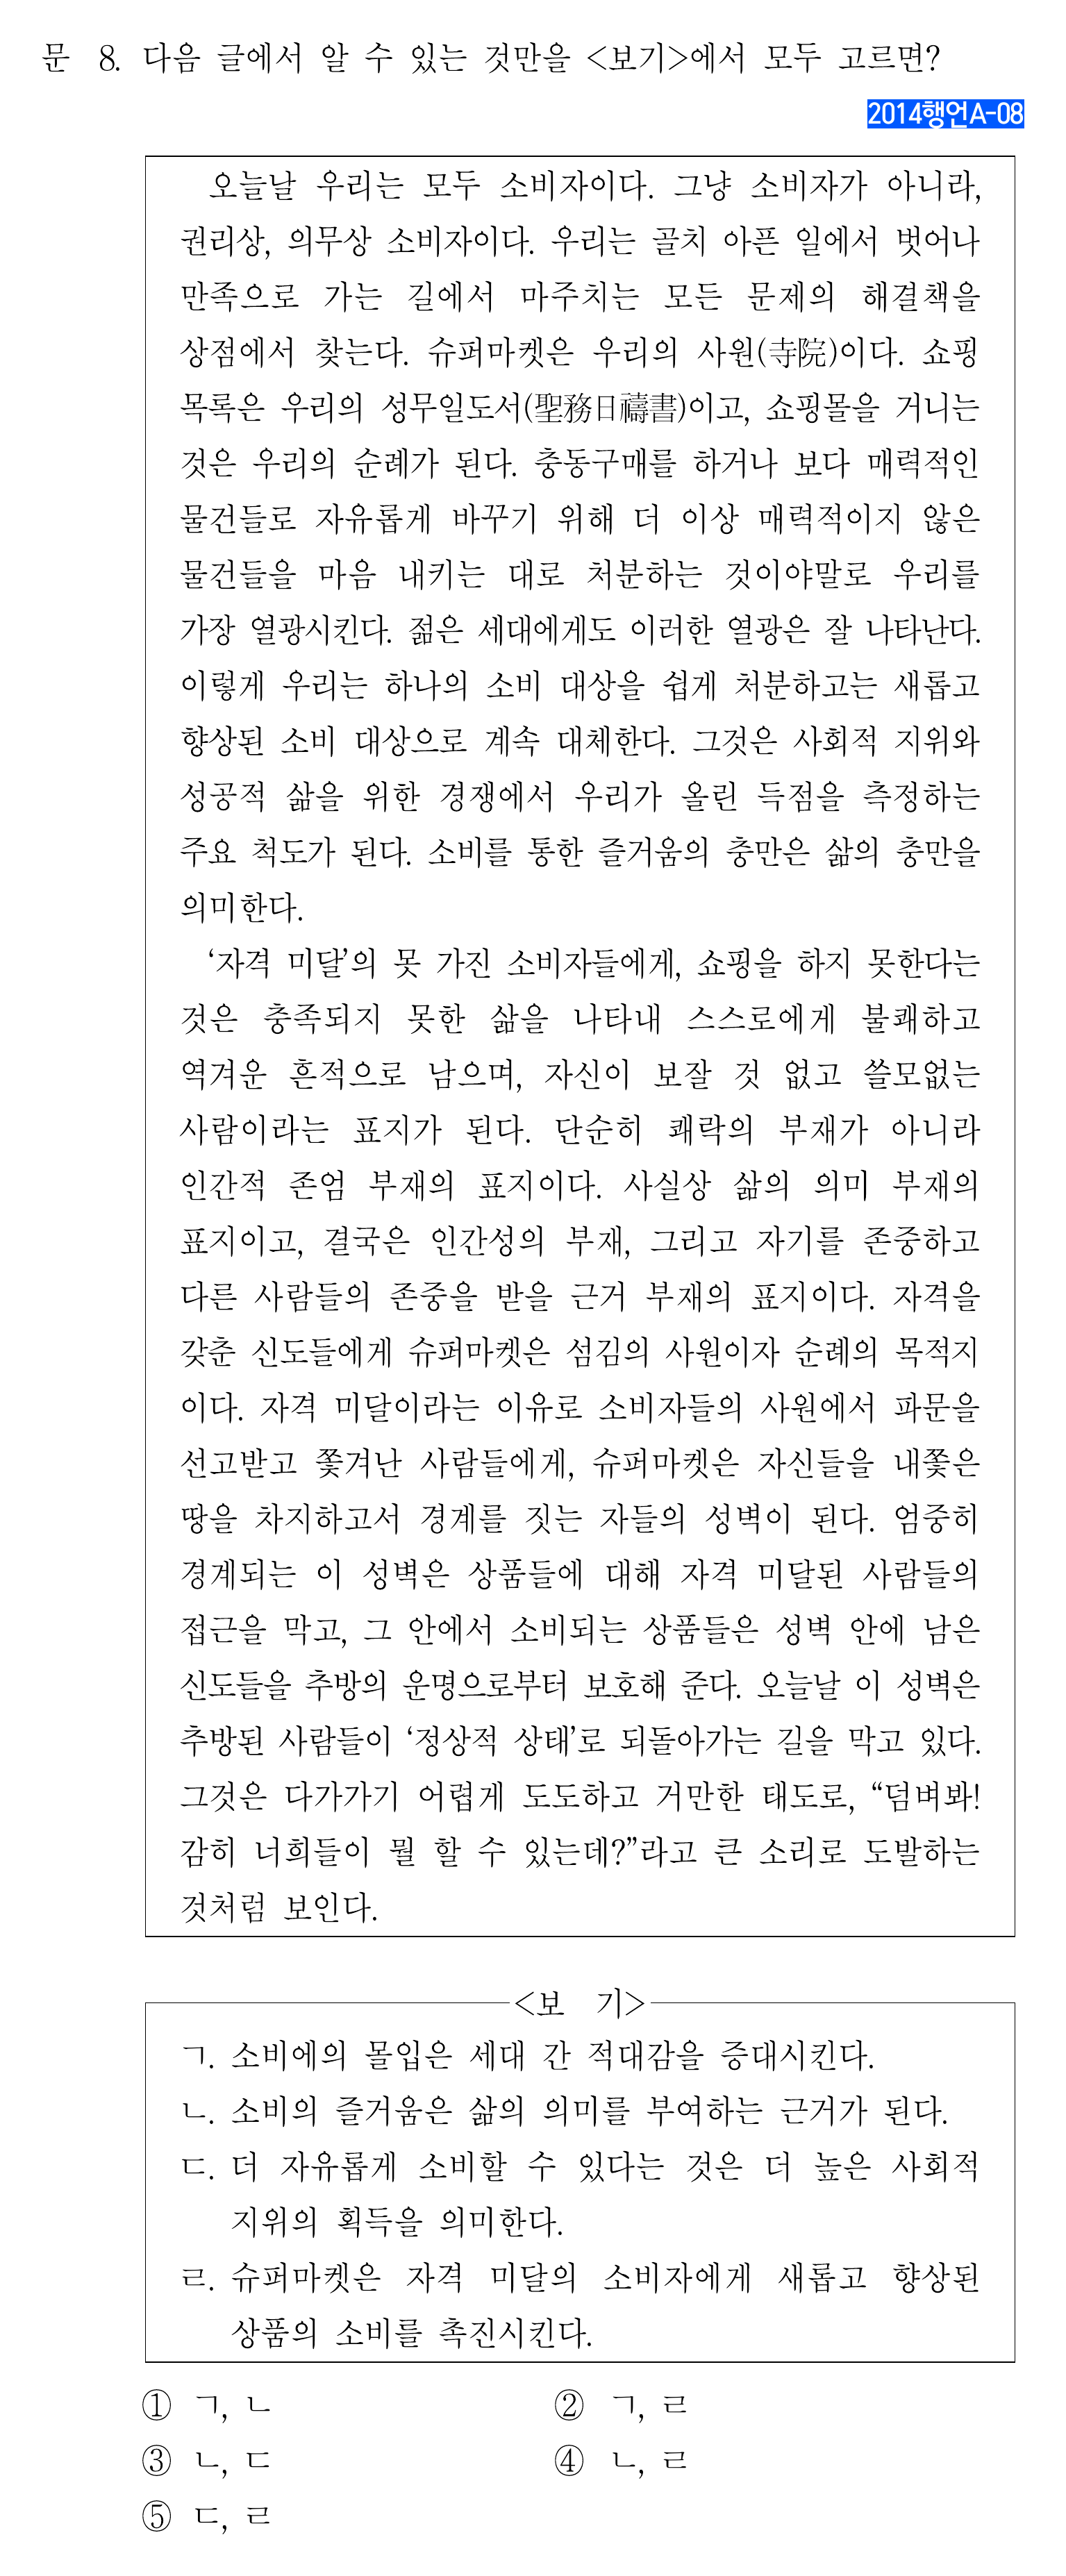 문 8. 다음 글에서 알 수 있는 것만을 <보기>에서 모두 고르면?
2014행언A-08
오늘날 우리는 모두 소비자이다. 그냥 소비자가 아니라,
권리상, 의무상 소비자이다. 우리는 골치 아픈 일에서 벗어나
만족으로 가는 길에서 마주치는 모든 문제의 해결책을
상점에서 찾는다. 슈퍼마켓은 우리의 사원(寺院)이다. 쇼핑
목록은 우리의 성무일도서(聖務日禱書)이고, 쇼핑몰을 거니는
것은 우리의 순례가 된다. 충동구매를 하거나 보다 매력적인
물건들로 자유롭게 바꾸기 위해 더 이상 매력적이지 않은
물건들을 마음 내키는 대로 처분하는 것이야말로 우리를
가장 열광시킨다. 젊은 세대에게도 이러한 열광은 잘 나타난다.
이렇게 우리는 하나의 소비 대상을 쉽게 처분하고는 새롭고
향상된 소비 대상으로 계속 대체한다. 그것은 사회적 지위와
성공적 삶을 위한 경쟁에서 우리가 올린 득점을 측정하는
주요 척도가 된다. 소비를 통한 즐거움의 충만은 삶의 충만을
의미한다.
‘자격 미달’의 못 가진 소비자들에게, 쇼핑을 하지 못한다는
것은 충족되지 못한 삶을 나타내 스스로에게 불쾌하고
역겨운 흔적으로 남으며, 자신이 보잘 것 없고 쓸모없는
사람이라는 표지가 된다. 단순히 쾌락의 부재가 아니라
인간적 존엄 부재의 표지이다. 사실상 삶의 의미 부재의
표지이고, 결국은 인간성의 부재, 그리고 자기를 존중하고
다른 사람들의 존중을 받을 근거 부재의 표지이다. 자격을
갖춘 신도들에게 슈퍼마켓은 섬김의 사원이자 순례의 목적지
이다. 자격 미달이라는 이유로 소비자들의 사원에서 파문을
선고받고 쫓겨난 사람들에게, 슈퍼마켓은 자신들을 내쫓은
땅을 차지하고서 경계를 짓는 자들의 성벽이 된다. 엄중히
경계되는 이 성벽은 상품들에 대해 자격 미달된 사람들의
접근을 막고, 그 안에서 소비되는 상품들은 성벽 안에 남은
신도들을 추방의 운명으로부터 보호해 준다. 오늘날 이 성벽은
추방된 사람들이 ‘정상적 상태’로 되돌아가는 길을 막고 있다.
그것은 다가가기 어렵게 도도하고 거만한 태도로, “덤벼봐!
감히 너희들이 뭘 할 수 있는데?”라고 큰 소리로 도발하는
것처럼 보인다.
<보 기>
ㄱ. 소비에의 몰입은 세대 간 적대감을 증대시킨다.
ㄴ. 소비의 즐거움은 삶의 의미를 부여하는 근거가 된다.
ㄷ. 더 자유롭게 소비할 수 있다는 것은 더 높은 사회적
지위의 획득을 의미한다.
ㄹ. 슈퍼마켓은 자격 미달의 소비자에게 새롭고 향상된
상품의 소비를 촉진시킨다.
① ㄱ, ㄴ ② ㄱ, ㄹ
③ ㄴ, ㄷ ④ ㄴ, ㄹ
⑤ ㄷ, ㄹ